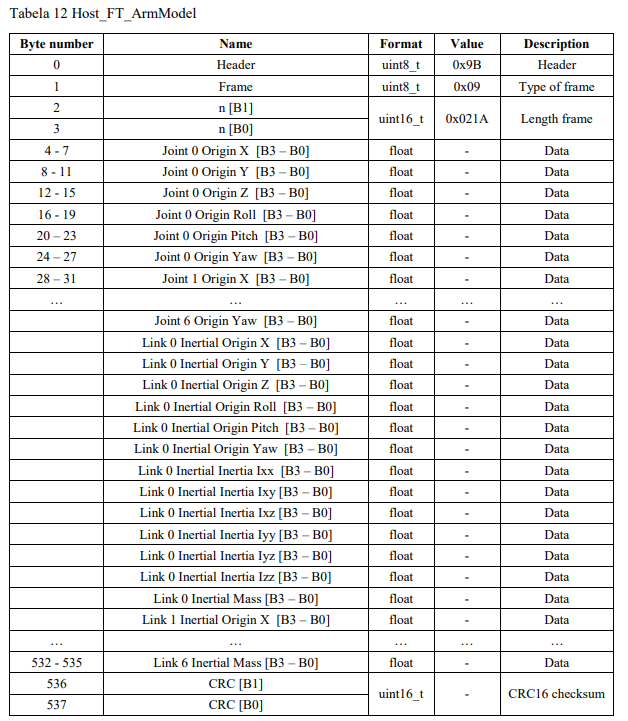 Tabela 12 Host_FT_ArmModel
Byte number Name Format Value Description
0 Header uint8_t 0x9B Header
1 Frame uint8_t 0x09 Type of frame
2 n [B1]
uint16_t 0x021A Length frame
3 n [B0]
4 - 7 Joint 0 Origin X [B3 – B0] float - Data
8 - 11 Joint 0 Origin Y [B3 – B0] float - Data
12 - 15 Joint 0 Origin Z [B3 – B0] float - Data
16 - 19 Joint 0 Origin Roll [B3 – B0] float - Data
20 – 23 Joint 0 Origin Pitch [B3 – B0] float - Data
24 – 27 Joint 0 Origin Yaw [B3 – B0] float - Data
28 – 31 Joint 1 Origin X [B3 – B0] float - Data
… … … … …
Joint 6 Origin Yaw [B3 – B0] float - Data
Link 0 Inertial Origin X [B3 – B0] float - Data
Link 0 Inertial Origin Y [B3 – B0] float - Data
Link 0 Inertial Origin Z [B3 – B0] float - Data
Link 0 Inertial Origin Roll [B3 – B0] float - Data
Link 0 Inertial Origin Pitch [B3 – B0] float - Data
Link 0 Inertial Origin Yaw [B3 – B0] float - Data
Link 0 Inertial Inertia Ixx [B3 – B0] float - Data
Link 0 Inertial Inertia Ixy [B3 – B0] float - Data
Link 0 Inertial Inertia Ixz [B3 – B0] float - Data
Link 0 Inertial Inertia Iyy [B3 – B0] float - Data
Link 0 Inertial Inertia Iyz [B3 – B0] float - Data
Link 0 Inertial Inertia Izz [B3 – B0] float - Data
Link 0 Inertial Mass [B3 – B0] float - Data
Link 1 Inertial Origin X [B3 – B0] float - Data
… … … … …
532 - 535 Link 6 Inertial Mass [B3 – B0] float - Data
536 CRC [B1]
uint16_t - CRC16 checksum
537 CRC [B0]